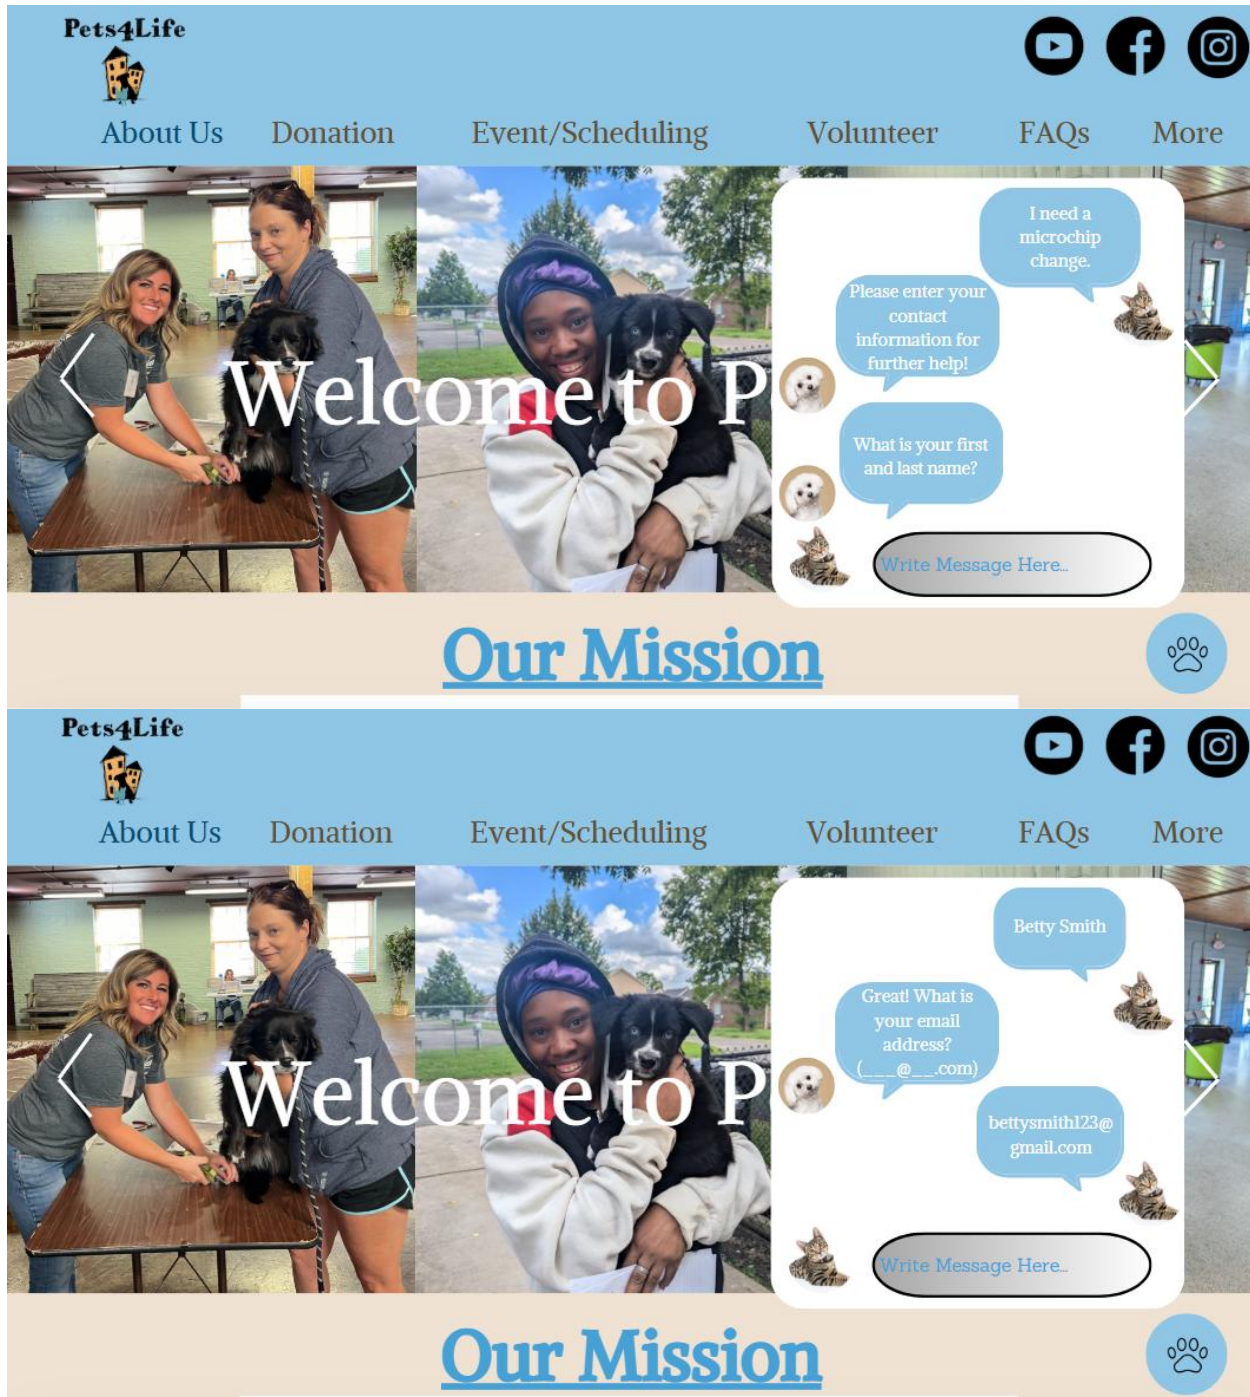 Pets4Life
About Us Donation Event/Scheduling Volunteer FAQs More
I need a
microchip
change.
Please enter your
contact
information for
further help!
Welcome to P
What is your first
and last name?
Write Message Here...
Our Mission
Pets4Life
About Us Donation Event/Scheduling Volunteer FAQs More
Betty Smith
Great! What is
your email
address?
(___@__.com)
Welcome to P
bettysmith123@
gmail.com
Write Message Here...
Our Mission